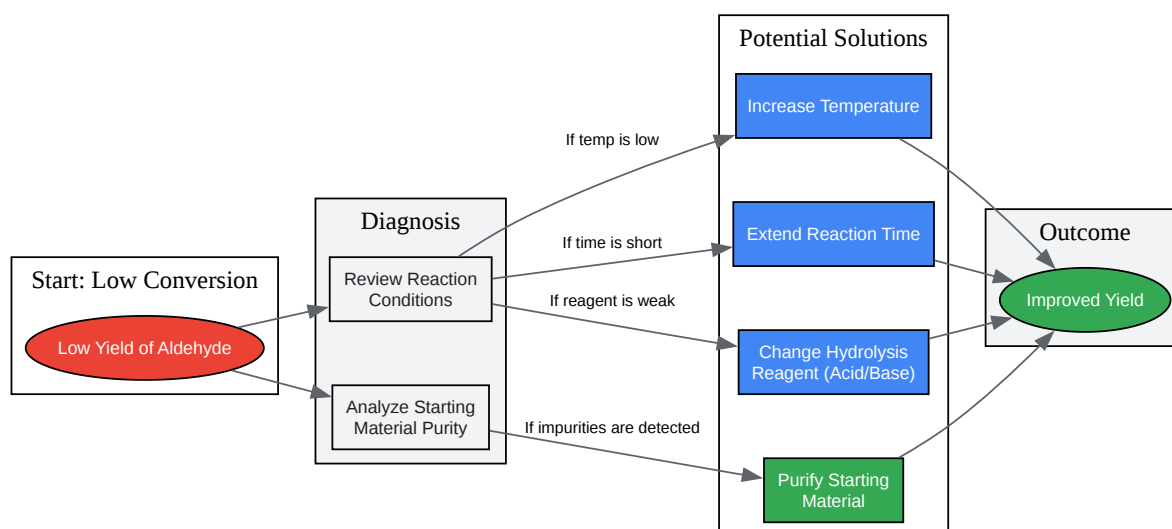 Start: Low Conversion
Low Yield of Aldehyde
Diagnosis
Review Reaction
Conditions
Analyze Starting
Material Purity
If temp is low
If time is short
If reagent is weak
If impurities are detected
Potential Solutions
Increase Temperature
Extend Reaction Time
Change Hydrolysis
Reagent (Acid/Base)
Purify Starting
Material
Outcome
Improved Yield